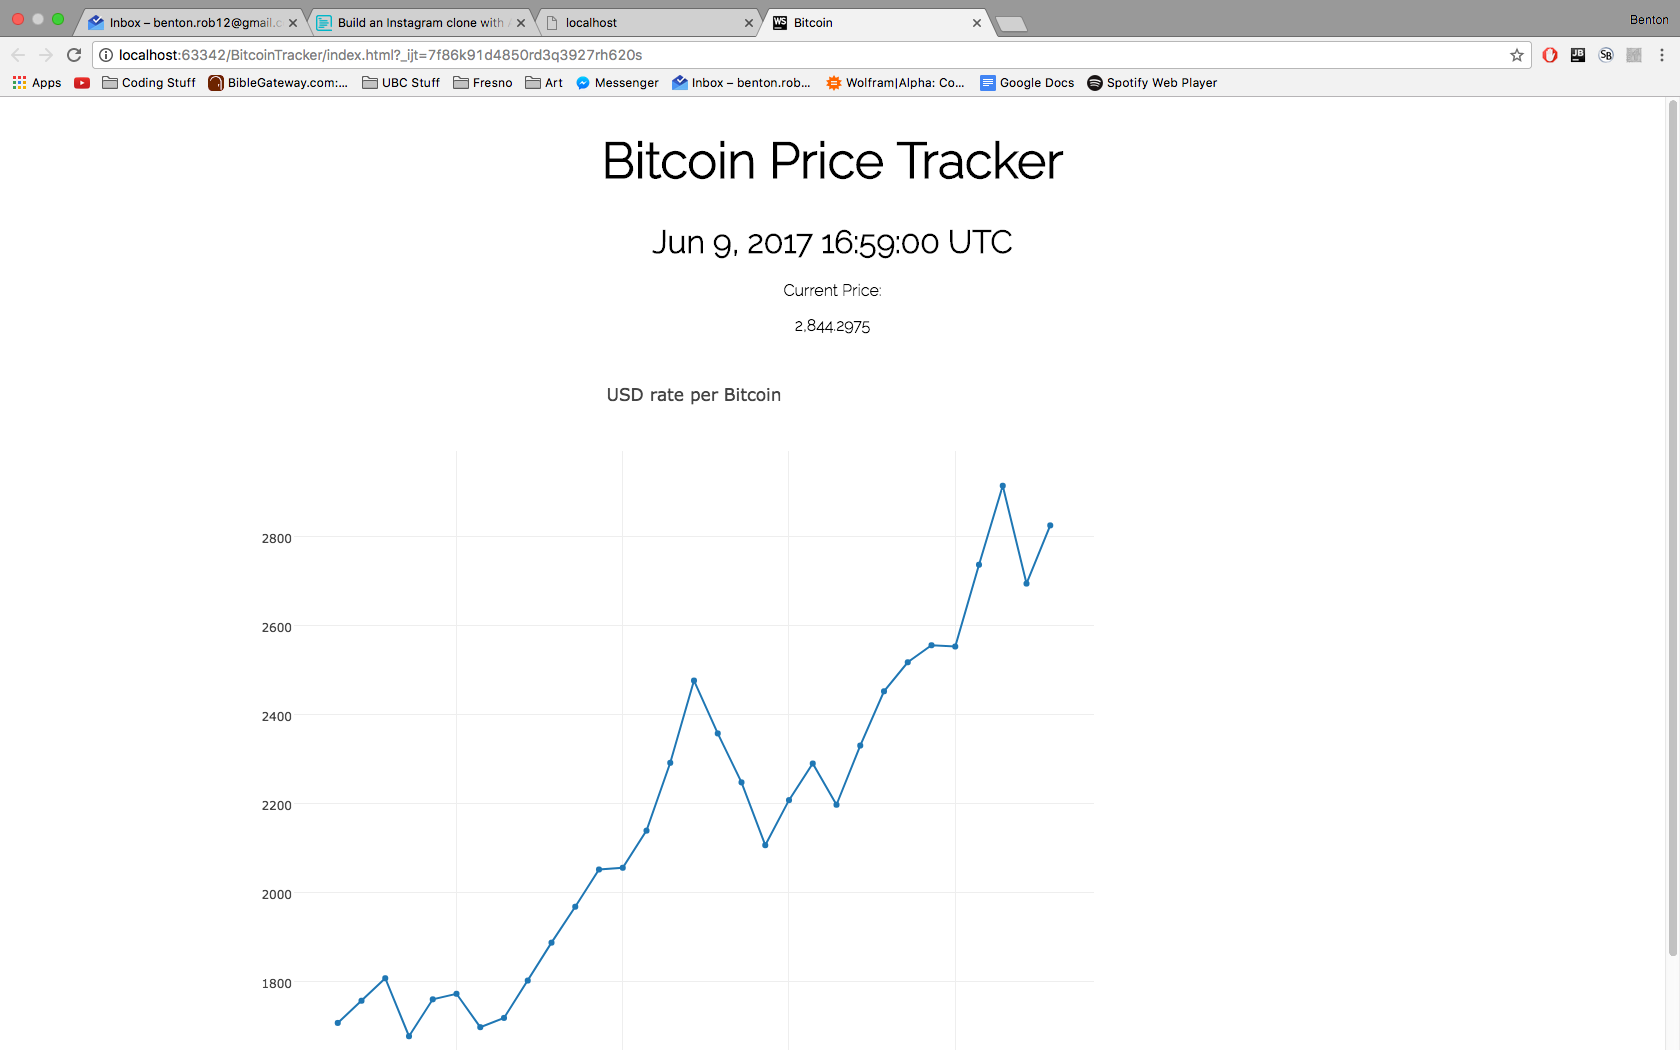 Inbox – benton.rob12@gmail.c
Build an Instagram clone with
localhost
WS
Bitcoin
Benton
localhost:63342/BitcoinTracker/index.html?_ijt=7f86k91d4850rd3q3927rh620s
JB
SB
Apps
Coding Stuff
BibleGateway.com:...
UBC Stuff
Fresno
Art
Messenger
Inbox – benton.rob...
Wolfram|Alpha: Co...
Google Docs
Spotify Web Player
Bitcoin Price Tracker
Jun 9, 2017 16:59:00 UTC
Current Price:
2,844.2975
USD rate per Bitcoin
2800
2600
2400
2200
2000
1800